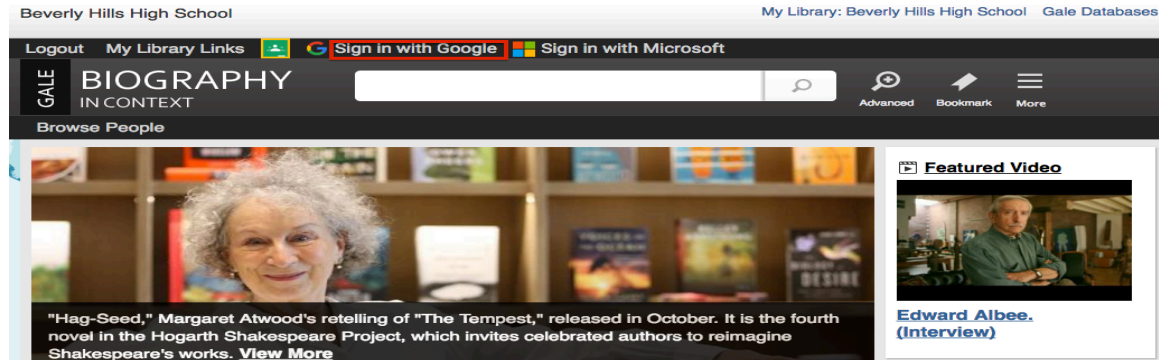 Beverly Hills High School
My Library: Beverly Hills High School Gale Databases
Logout My Library Links Sign in with Google Sign in with Microsoft
GALE
BIOGRAPHY
IN CONTEXT
Advanced Bookmark More
Browse People
Featured Video
DESIRE
"Hag-Seed," Margaret Atwood's retelling of "The Tempest," released in October. It is the fourth
novel in the Hogarth Shakespeare Project, which invites celebrated authors to reimagine
Shakespeare's works. View More
Edward Albee.
(Interview)